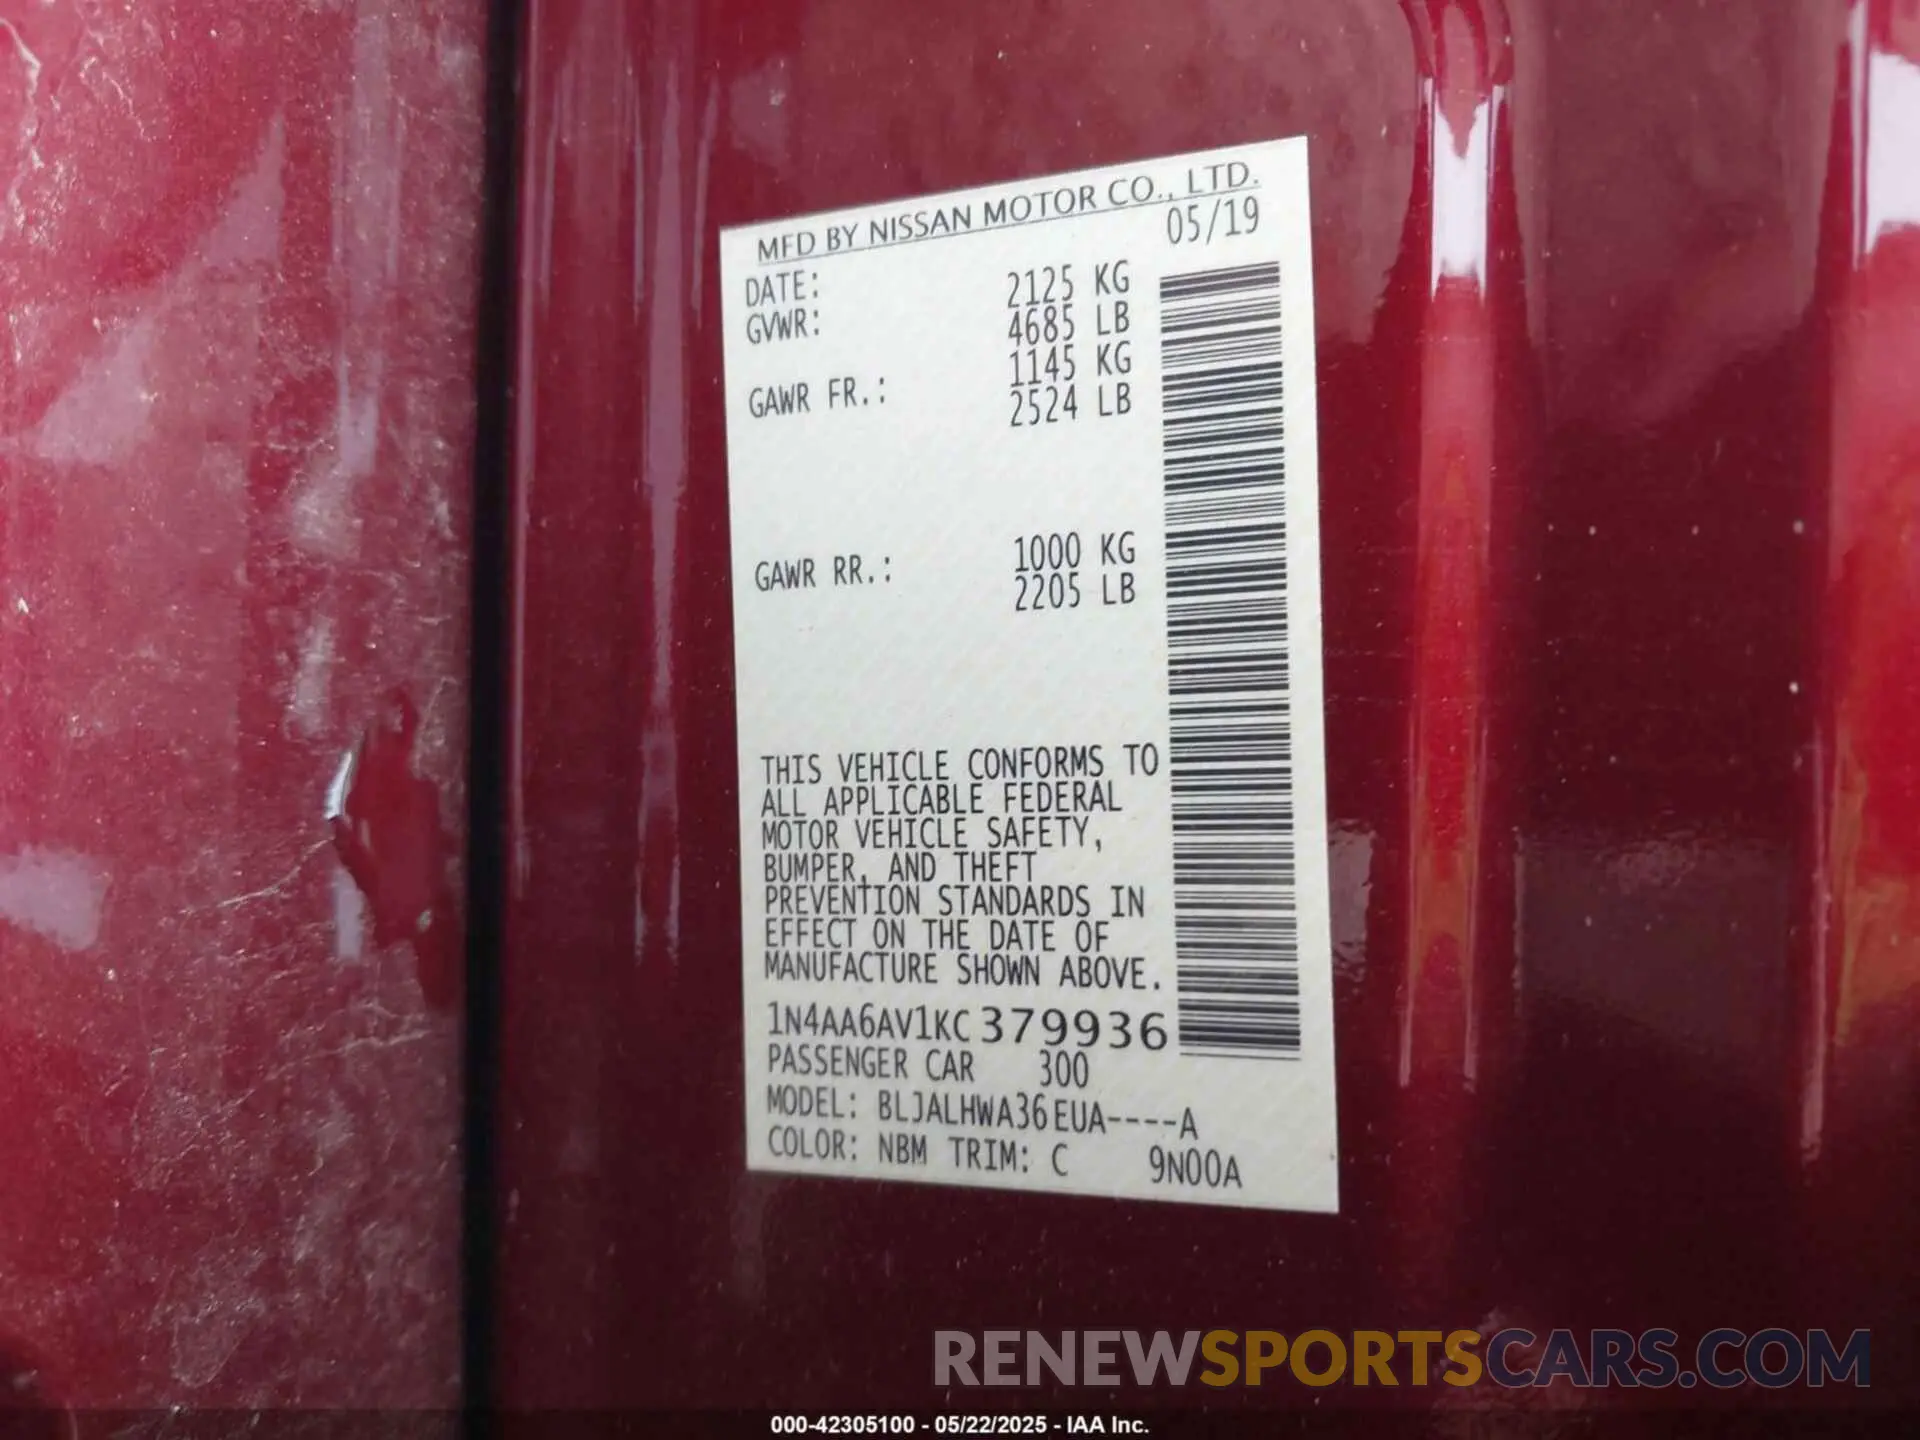 MFD BY NISSAN MOTOR CO., LTD.
DATE: 05/19
GVWR: 2125 KG
4685 LB
GAWR FR.: 1145 KG
2524 LB
GAWR RR.: 1000 KG
2205 LB
THIS VEHICLE CONFORMS TO
ALL APPLICABLE FEDERAL
MOTOR VEHICLE SAFETY,
BUMPER, AND THEFT
PREVENTION STANDARDS IN
EFFECT ON THE DATE OF
MANUFACTURE SHOWN ABOVE.
1N4AA6AV1KC379936
PASSENGER CAR 300
MODEL: BLJALHWA36EUA----A
COLOR: NBM TRIM: C 9N00A
RENEWSPORTSCARS.COM
000-42305100 - 05/22/2025 - IAA Inc.